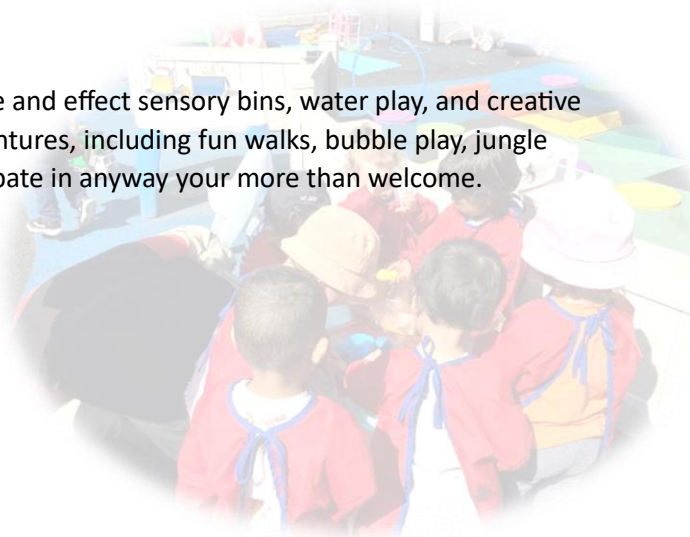 e and effect sensory bins, water play, and creative
ntures, including fun walks, bubble play, jungle
pate in anyway your more than welcome.